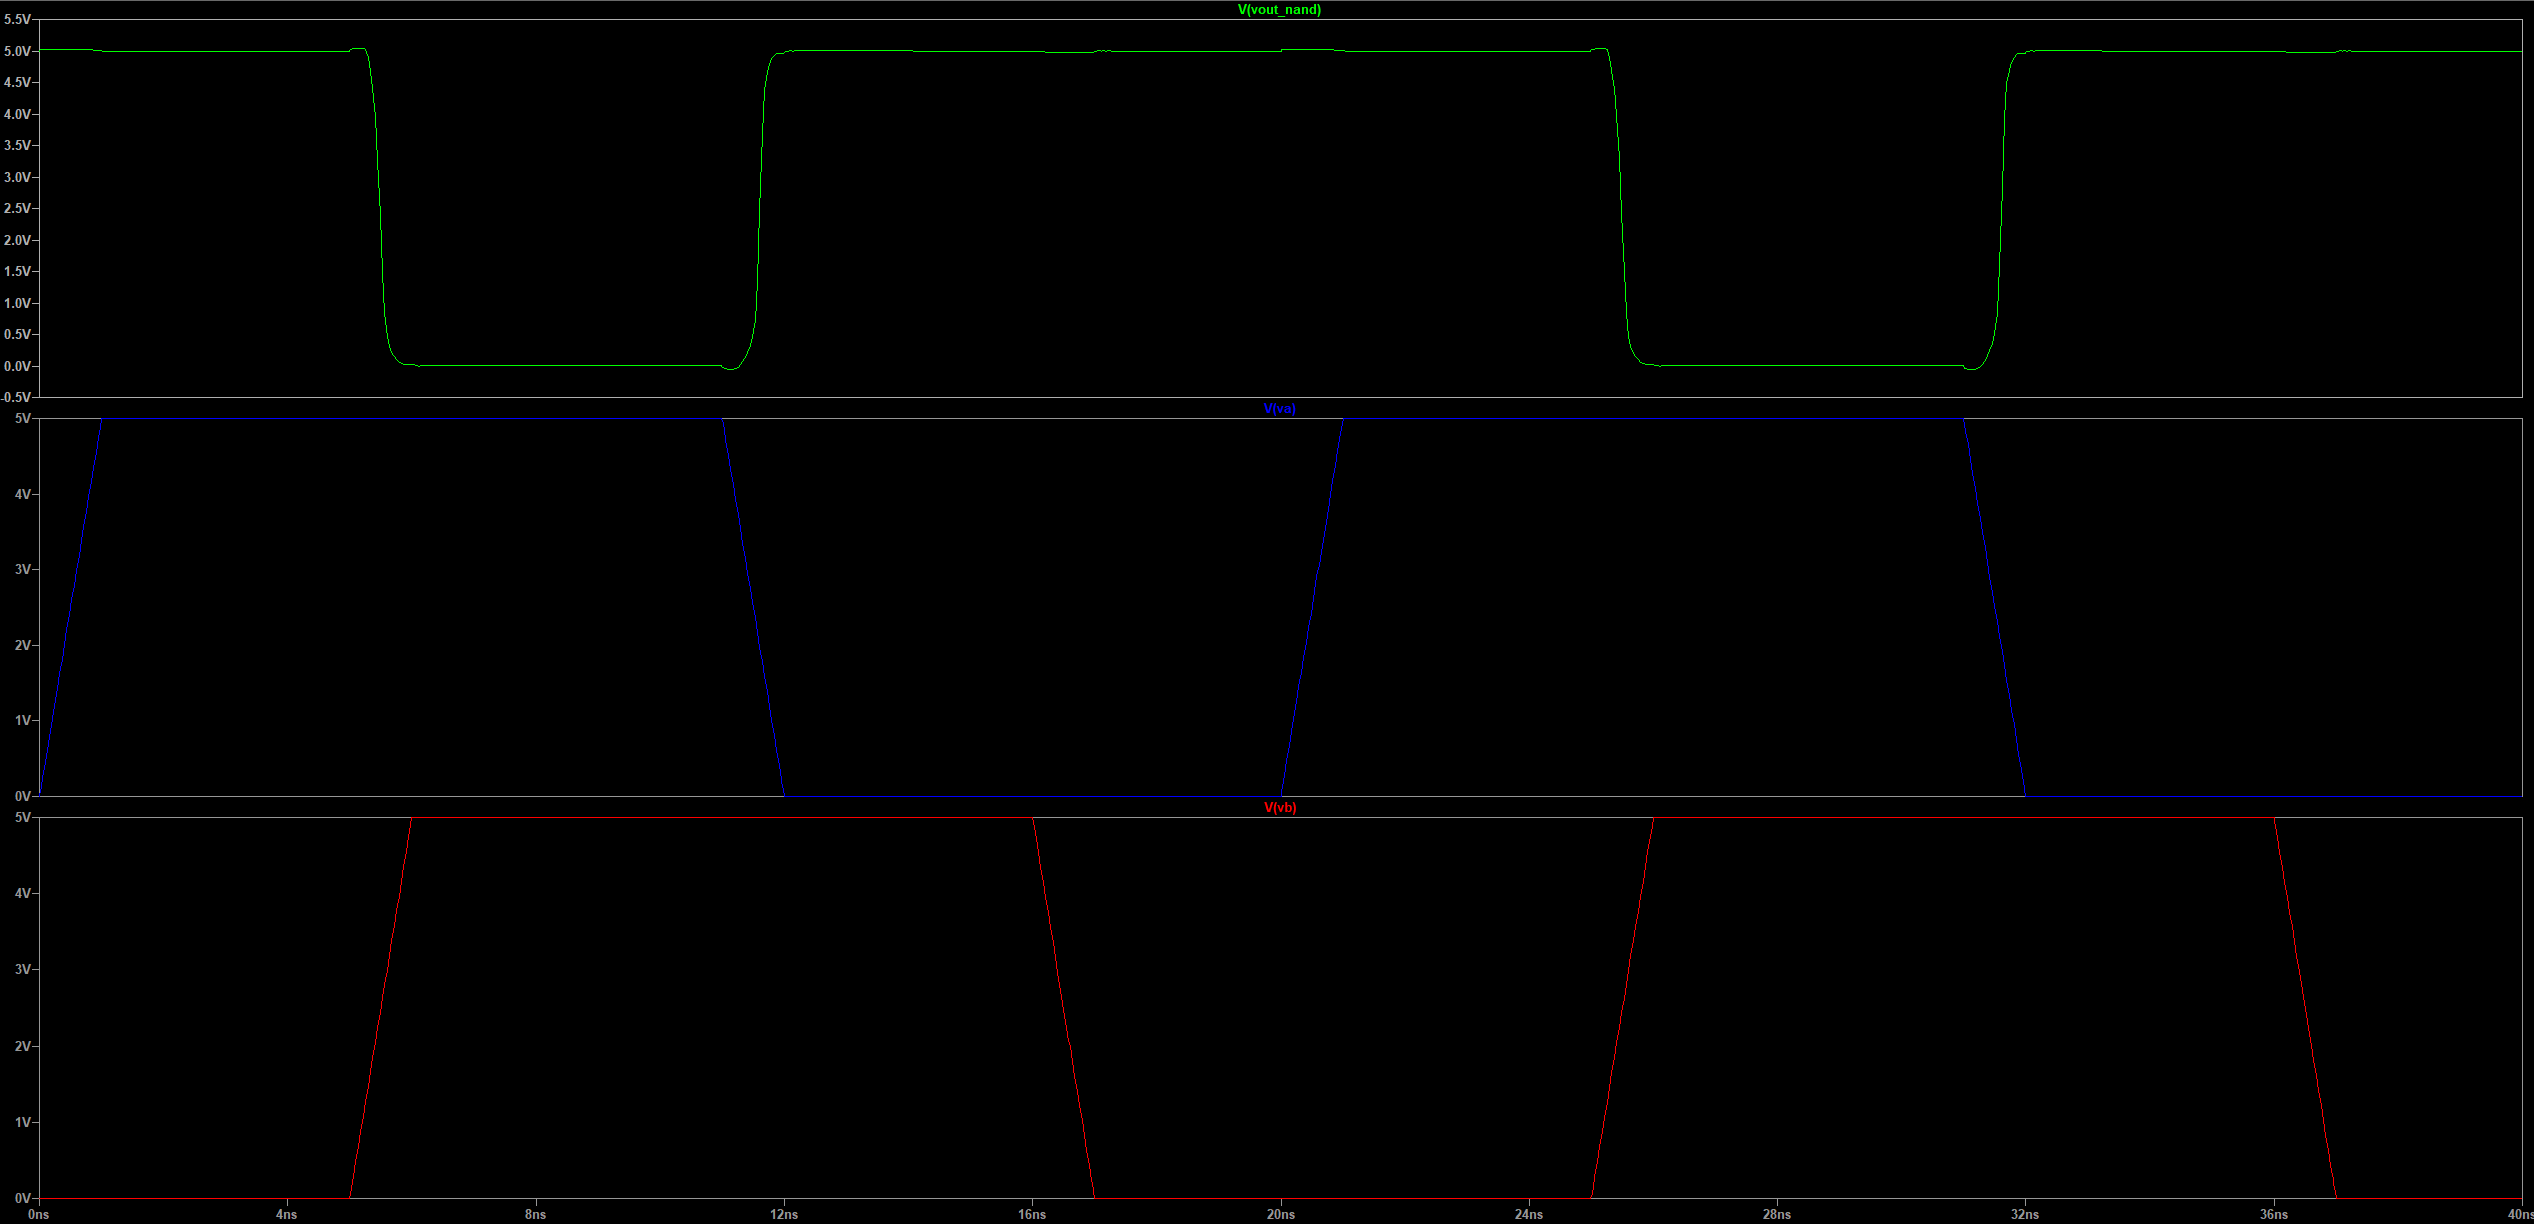 V(vout_nand)
5.5V
5.0V
4.5V
4.0V
3.5V
3.0V
2.5V
2.0V
1.5V
1.0V
0.5V
0.0V
-0.5V
V(va)
5V
4V
3V
2V
1V
0V
V(vb)
5V
4V
3V
2V
1V
0V
0ns 4ns 8ns 12ns 16ns 20ns 24ns 28ns 32ns 36ns 40ns